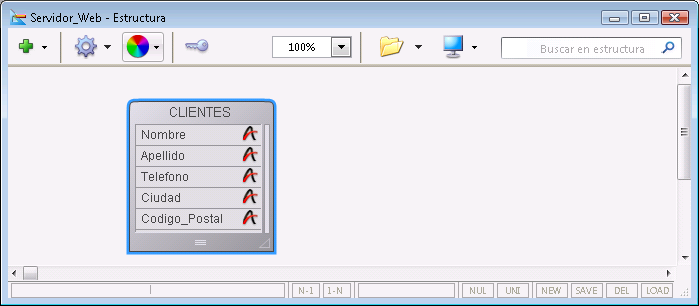 Servidor_Web - Estructura
100%
Buscar en estructura
CLIENTES
Nombre
Apellido
Telefono
Ciudad
Codigo_Postal
N-1 1-N NUL UNI NEW SAVE DEL LOAD